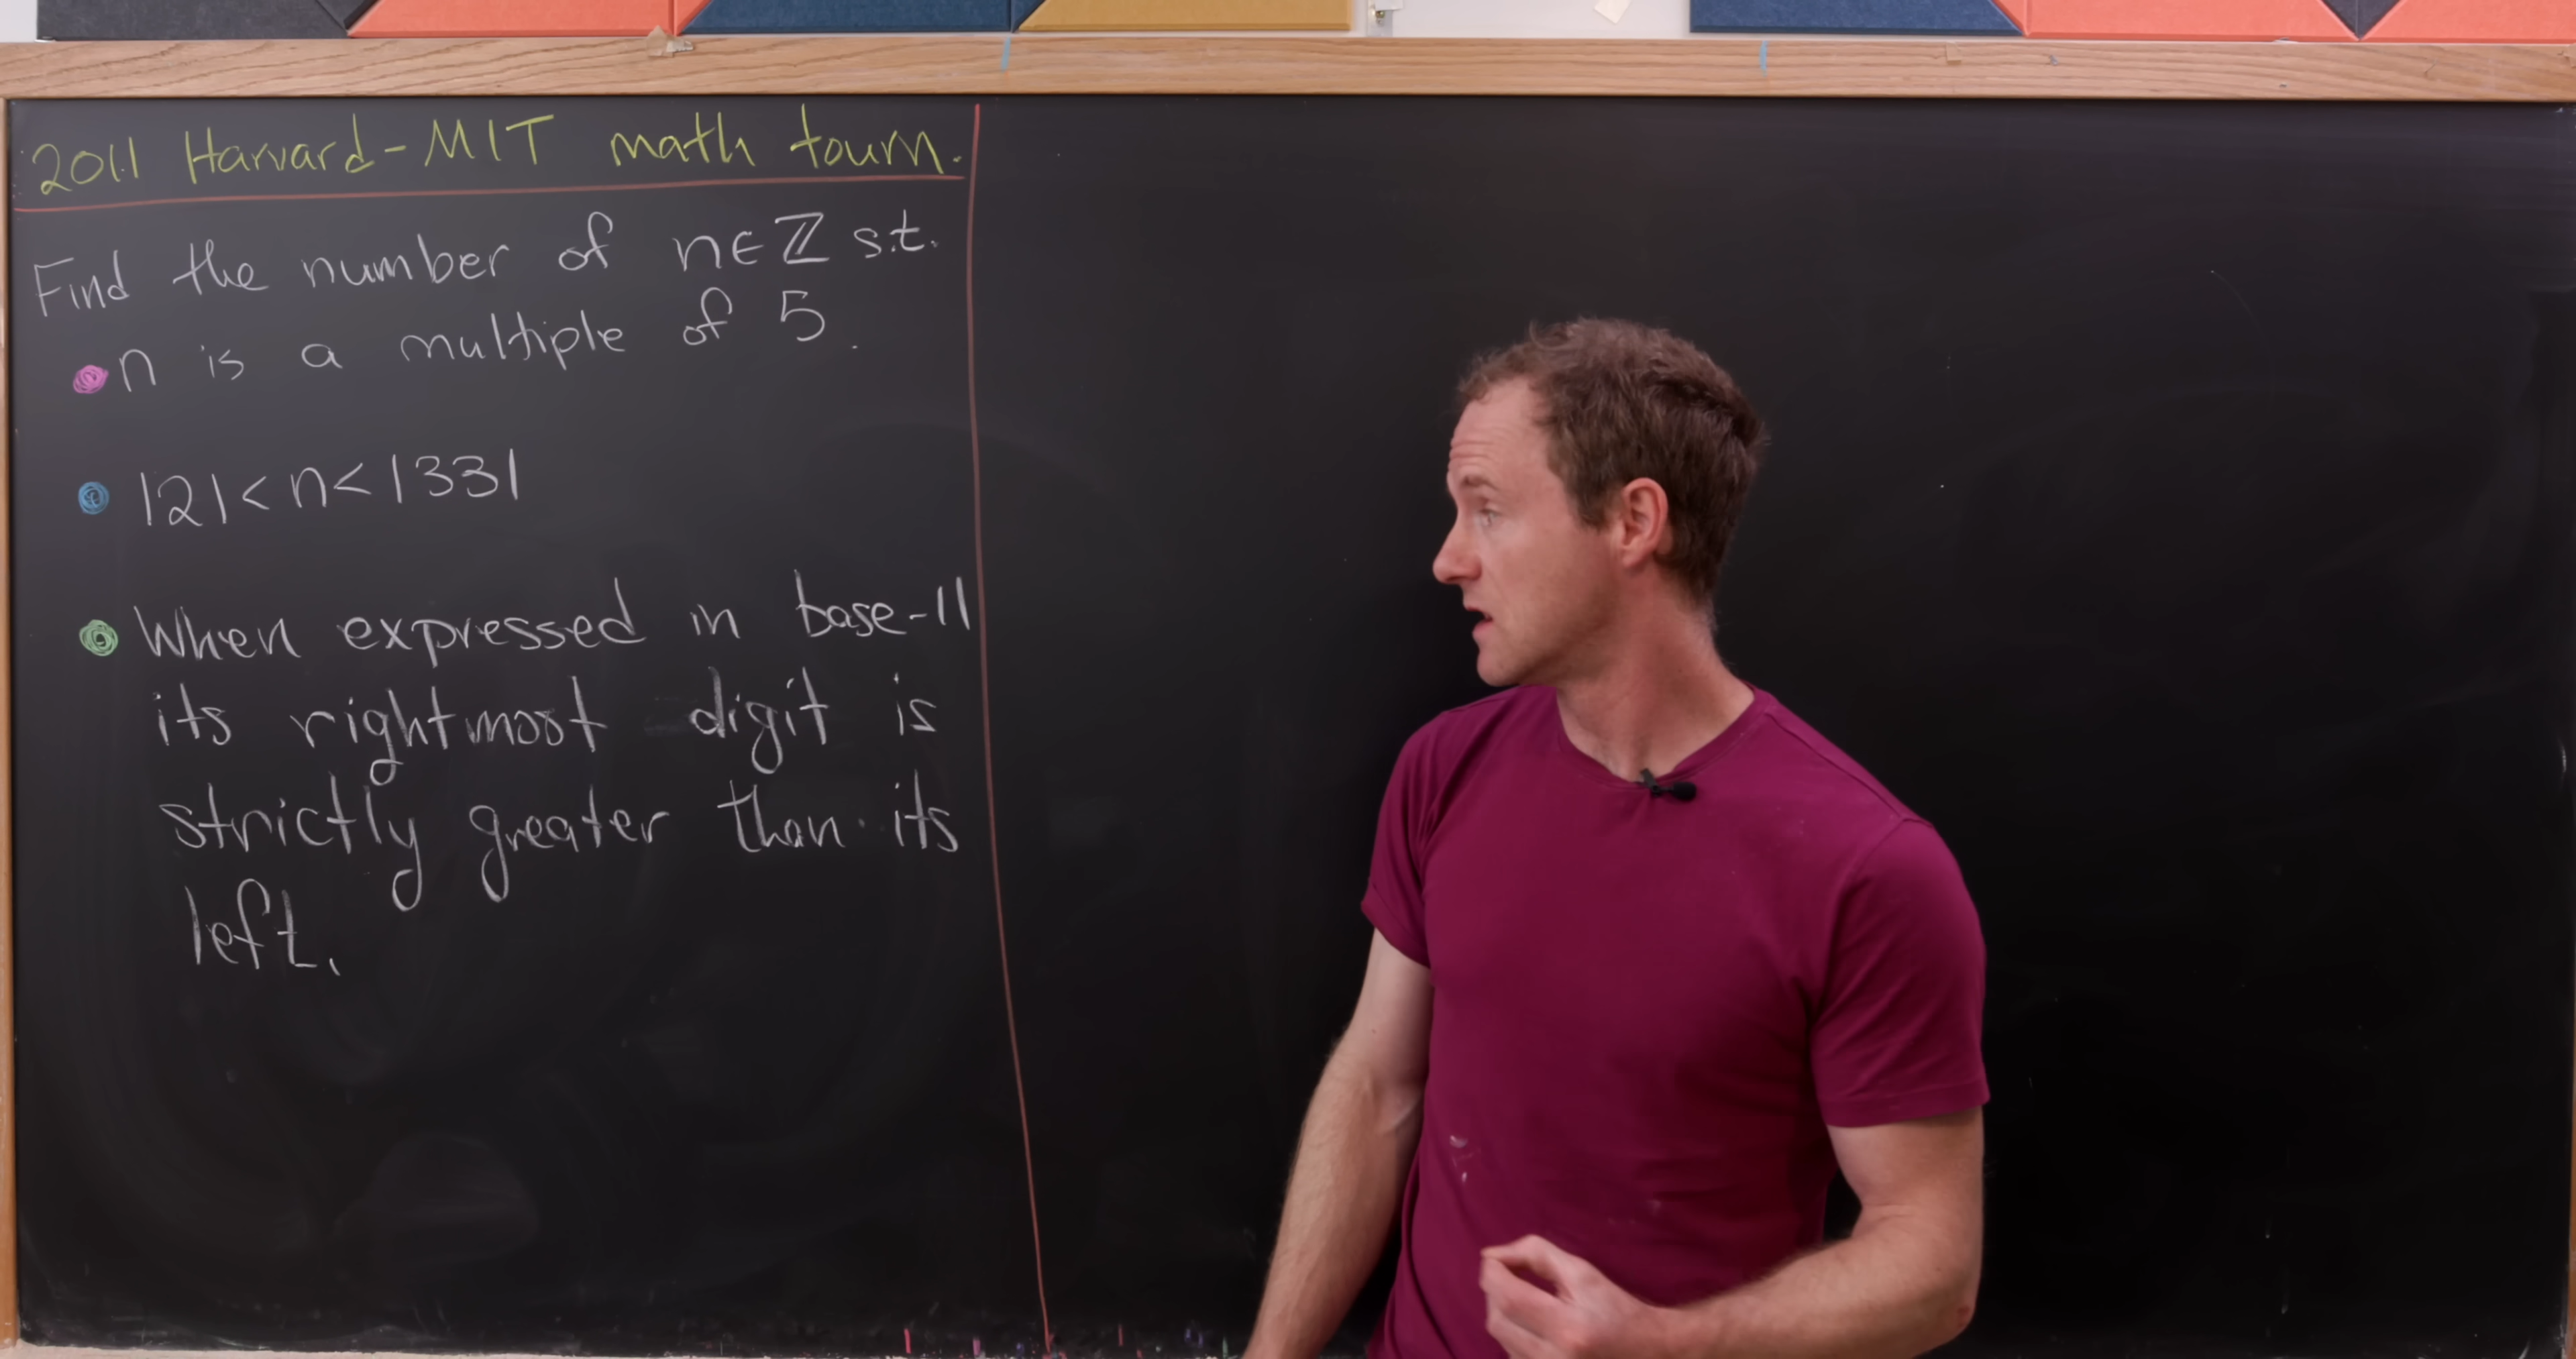 2011 Harvard-MIT math tourn.
Find the number of n∈ℤ s.t.
n is a multiple of 5.
121<n<1331
When expressed in base-11
its rightmost digit is
strictly greater than its
left.